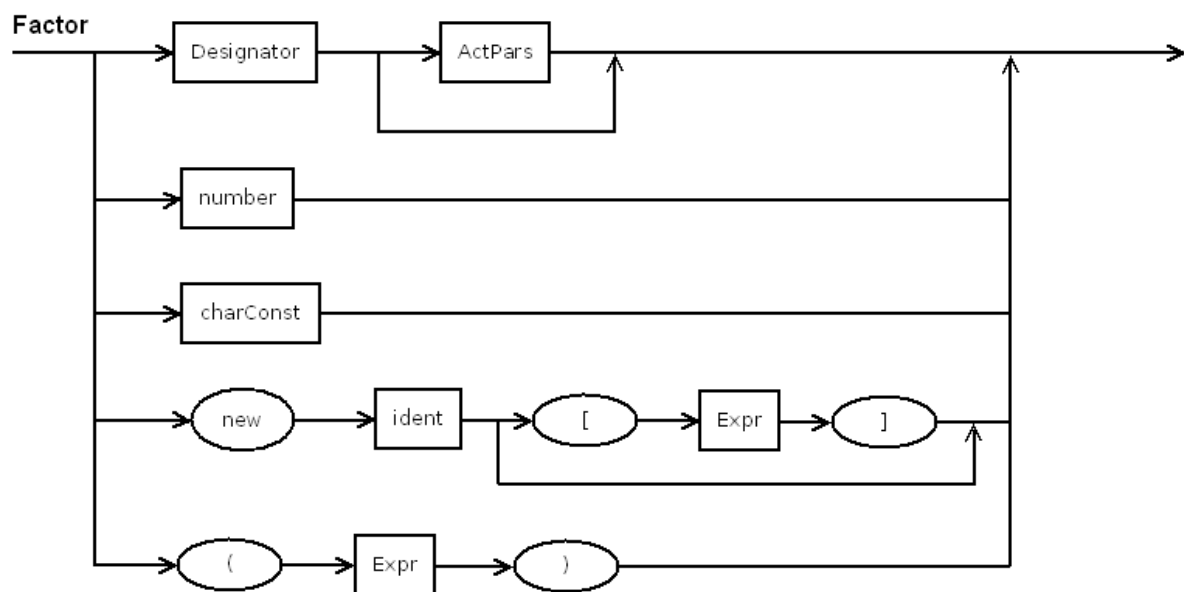 Factor
Designator ActPars
number
charConst
new ident [ Expr ]
( Expr )